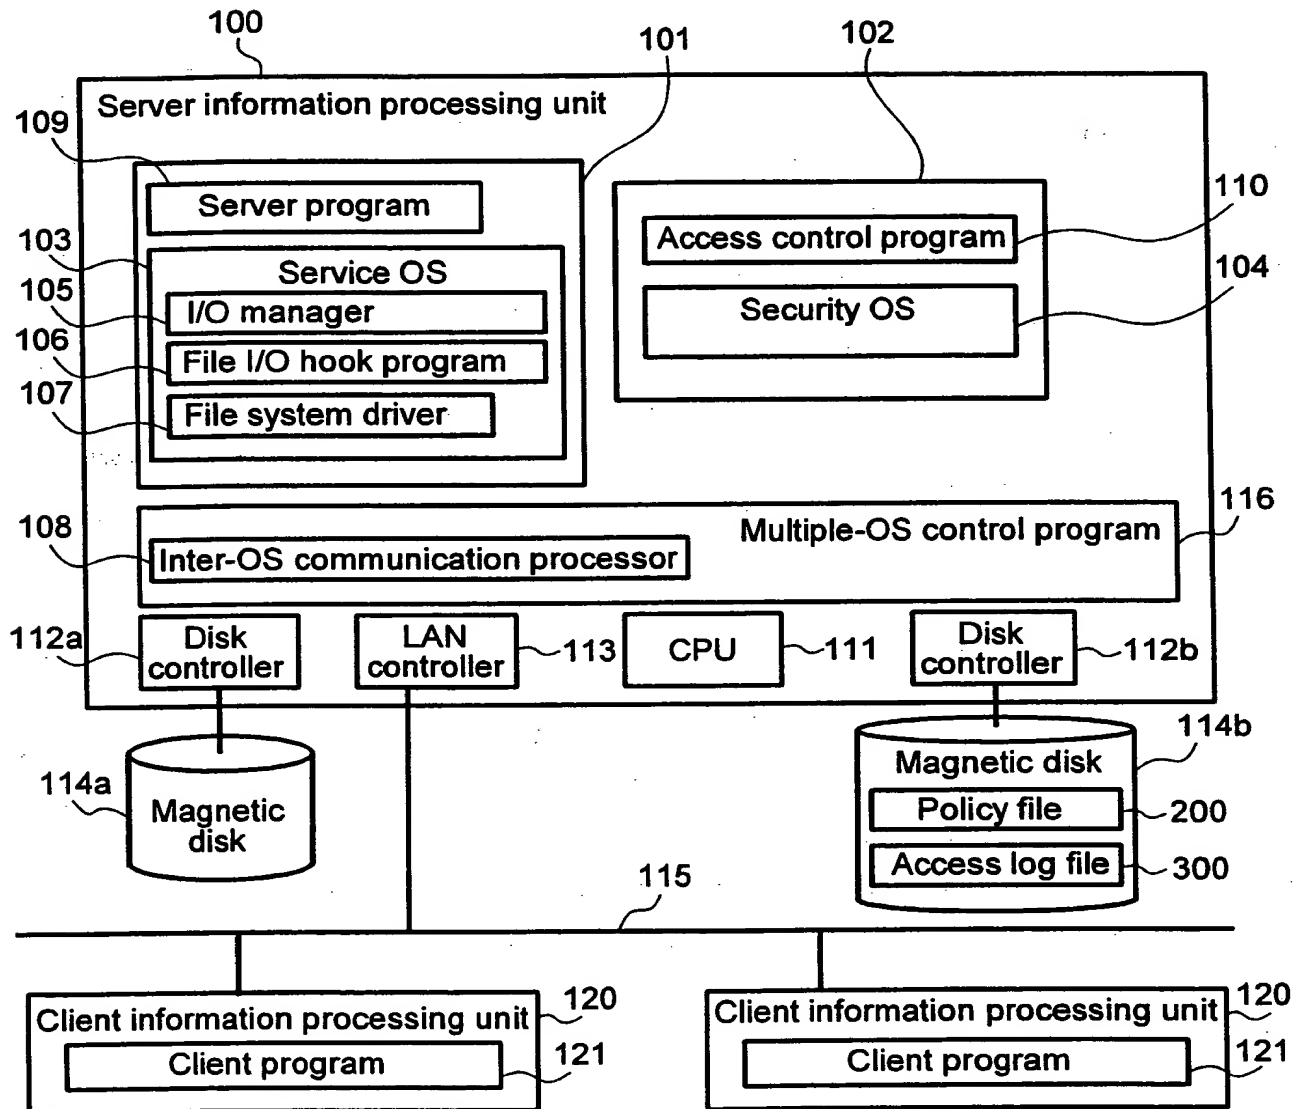 100
101
102
Server information processing unit
109
Server program
110
Access control program
103
Service OS
104
105
I/O manager
Security OS
106
File I/O hook program
107
File system driver
108
Multiple-OS control program
116
Inter-OS communication processor
112a
Disk
controller
LAN
controller
113
CPU
111
Disk
controller
112b
114a
Magnetic
disk
114b
Magnetic disk
Policy file
200
Access log file
300
115
Client information processing unit
120
Client program
121
Client information processing unit
120
Client program
121